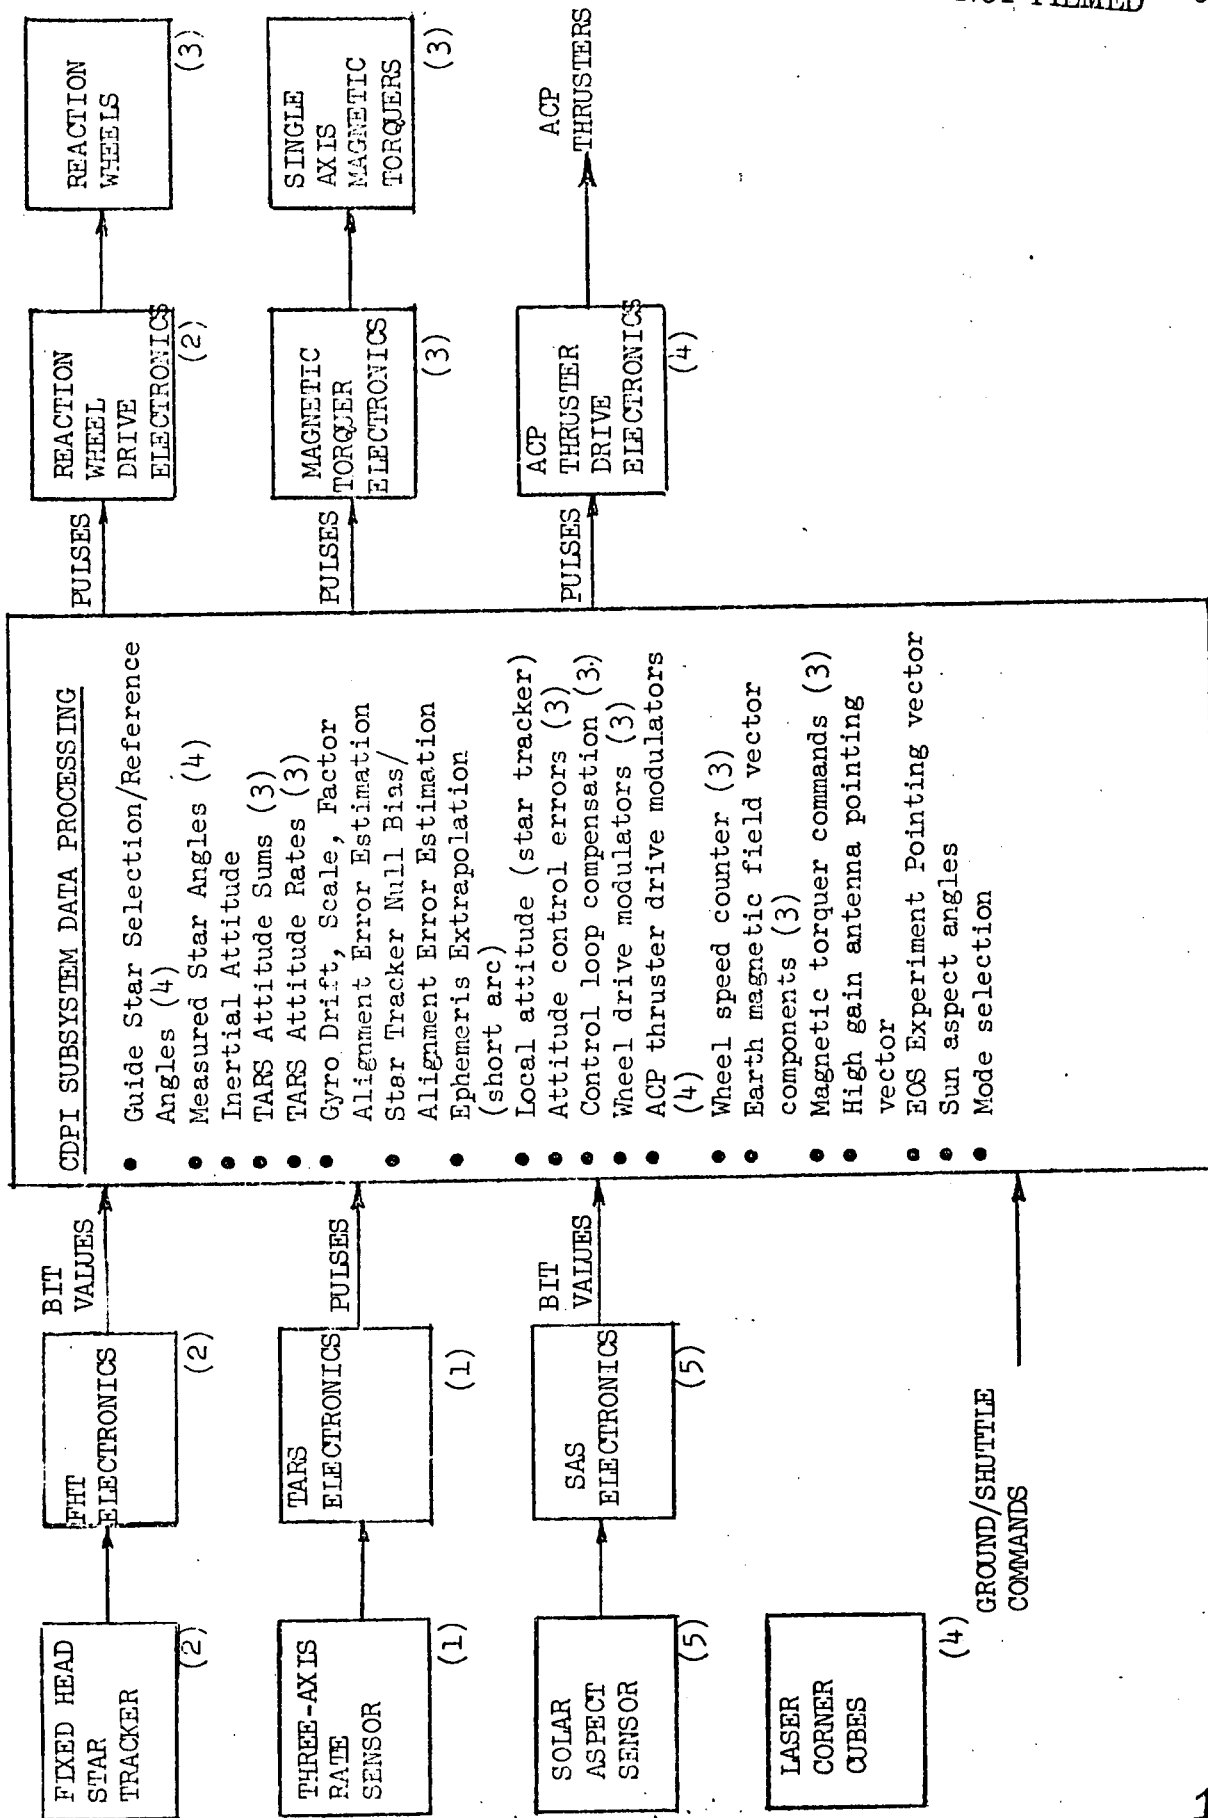 FIXED HEAD
STAR
TRACKER
(2)
FHT
ELECTRONICS
(2)
BIT
VALUES
THREE-AXIS
RATE
SENSOR
(1)
TARS
ELECTRONICS
(1)
PULSES
SOLAR
ASPECT
SENSOR
(5)
SAS
ELECTRONICS
(5)
BIT
VALUES
LASER
CORNER
CUBES
(4)
GROUND/SHUTTLE
COMMANDS
CDPI SUBSYSTEM DATA PROCESSING
● Guide Star Selection/Reference
Angles (4)
● Measured Star Angles (4)
● Inertial Attitude
● TARS Attitude Sums (3)
● TARS Attitude Rates (3)
● Gyro Drift, Scale, Factor
Alignment Error Estimation
● Star Tracker Null Bias/
Alignment Error Estimation
● Ephemeris Extrapolation
(short arc)
● Local attitude (star tracker)
● Attitude control errors (3)
● Control loop compensation (3)
● Wheel drive modulators (3)
● ACP thruster drive modulators
(4)
● Wheel speed counter (3)
● Earth magnetic field vector
components (3)
● Magnetic torquer commands (3)
● High gain antenna pointing
vector
● EOS Experiment Pointing vector
● Sun aspect angles
● Mode selection
PULSES
REACTION
WHEEL
DRIVE
ELECTRONICS
(2)
REACTION
WHEELS
(3)
PULSES
MAGNETIC
TORQUER
ELECTRONICS
(3)
SINGLE
AXIS
MAGNETIC
TORQUERS
(3)
PULSES
ACP
THRUSTER
DRIVE
ELECTRONICS
(4)
ACP
THRUSTERS
FILMED
1